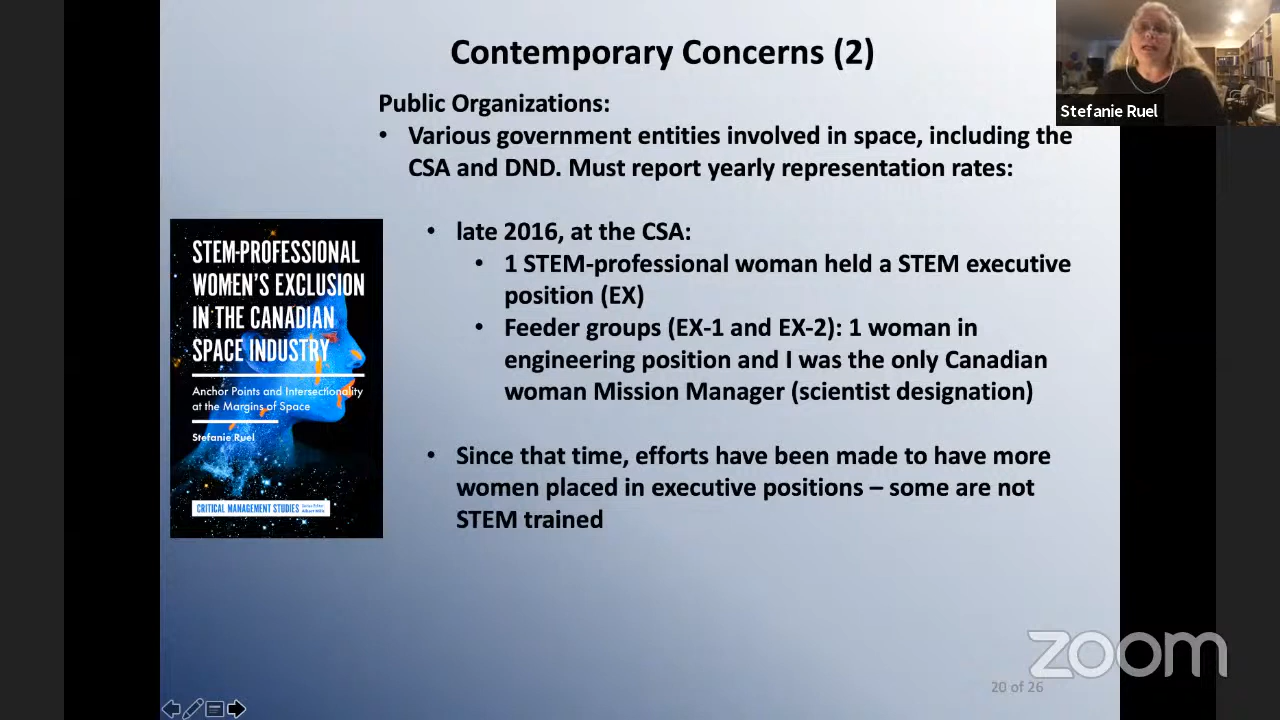 Contemporary Concerns (2)
Stefanie Ruel
Public Organizations:
• Various government entities involved in space, including the
CSA and DND. Must report yearly representation rates:
• late 2016, at the CSA:
• 1 STEM-professional woman held a STEM executive
position (EX)
• Feeder groups (EX-1 and EX-2): 1 woman in
engineering position and I was the only Canadian
woman Mission Manager (scientist designation)
• Since that time, efforts have been made to have more
women placed in executive positions – some are not
STEM trained
STEM-PROFESSIONAL
WOMEN'S EXCLUSION
IN THE CANADIAN
SPACE INDUSTRY
Anchor Points and Intersectionality
at the Margins of Space
Stefanie Ruel
CRITICAL MANAGEMENT STUDIES
zoom
20 of 26